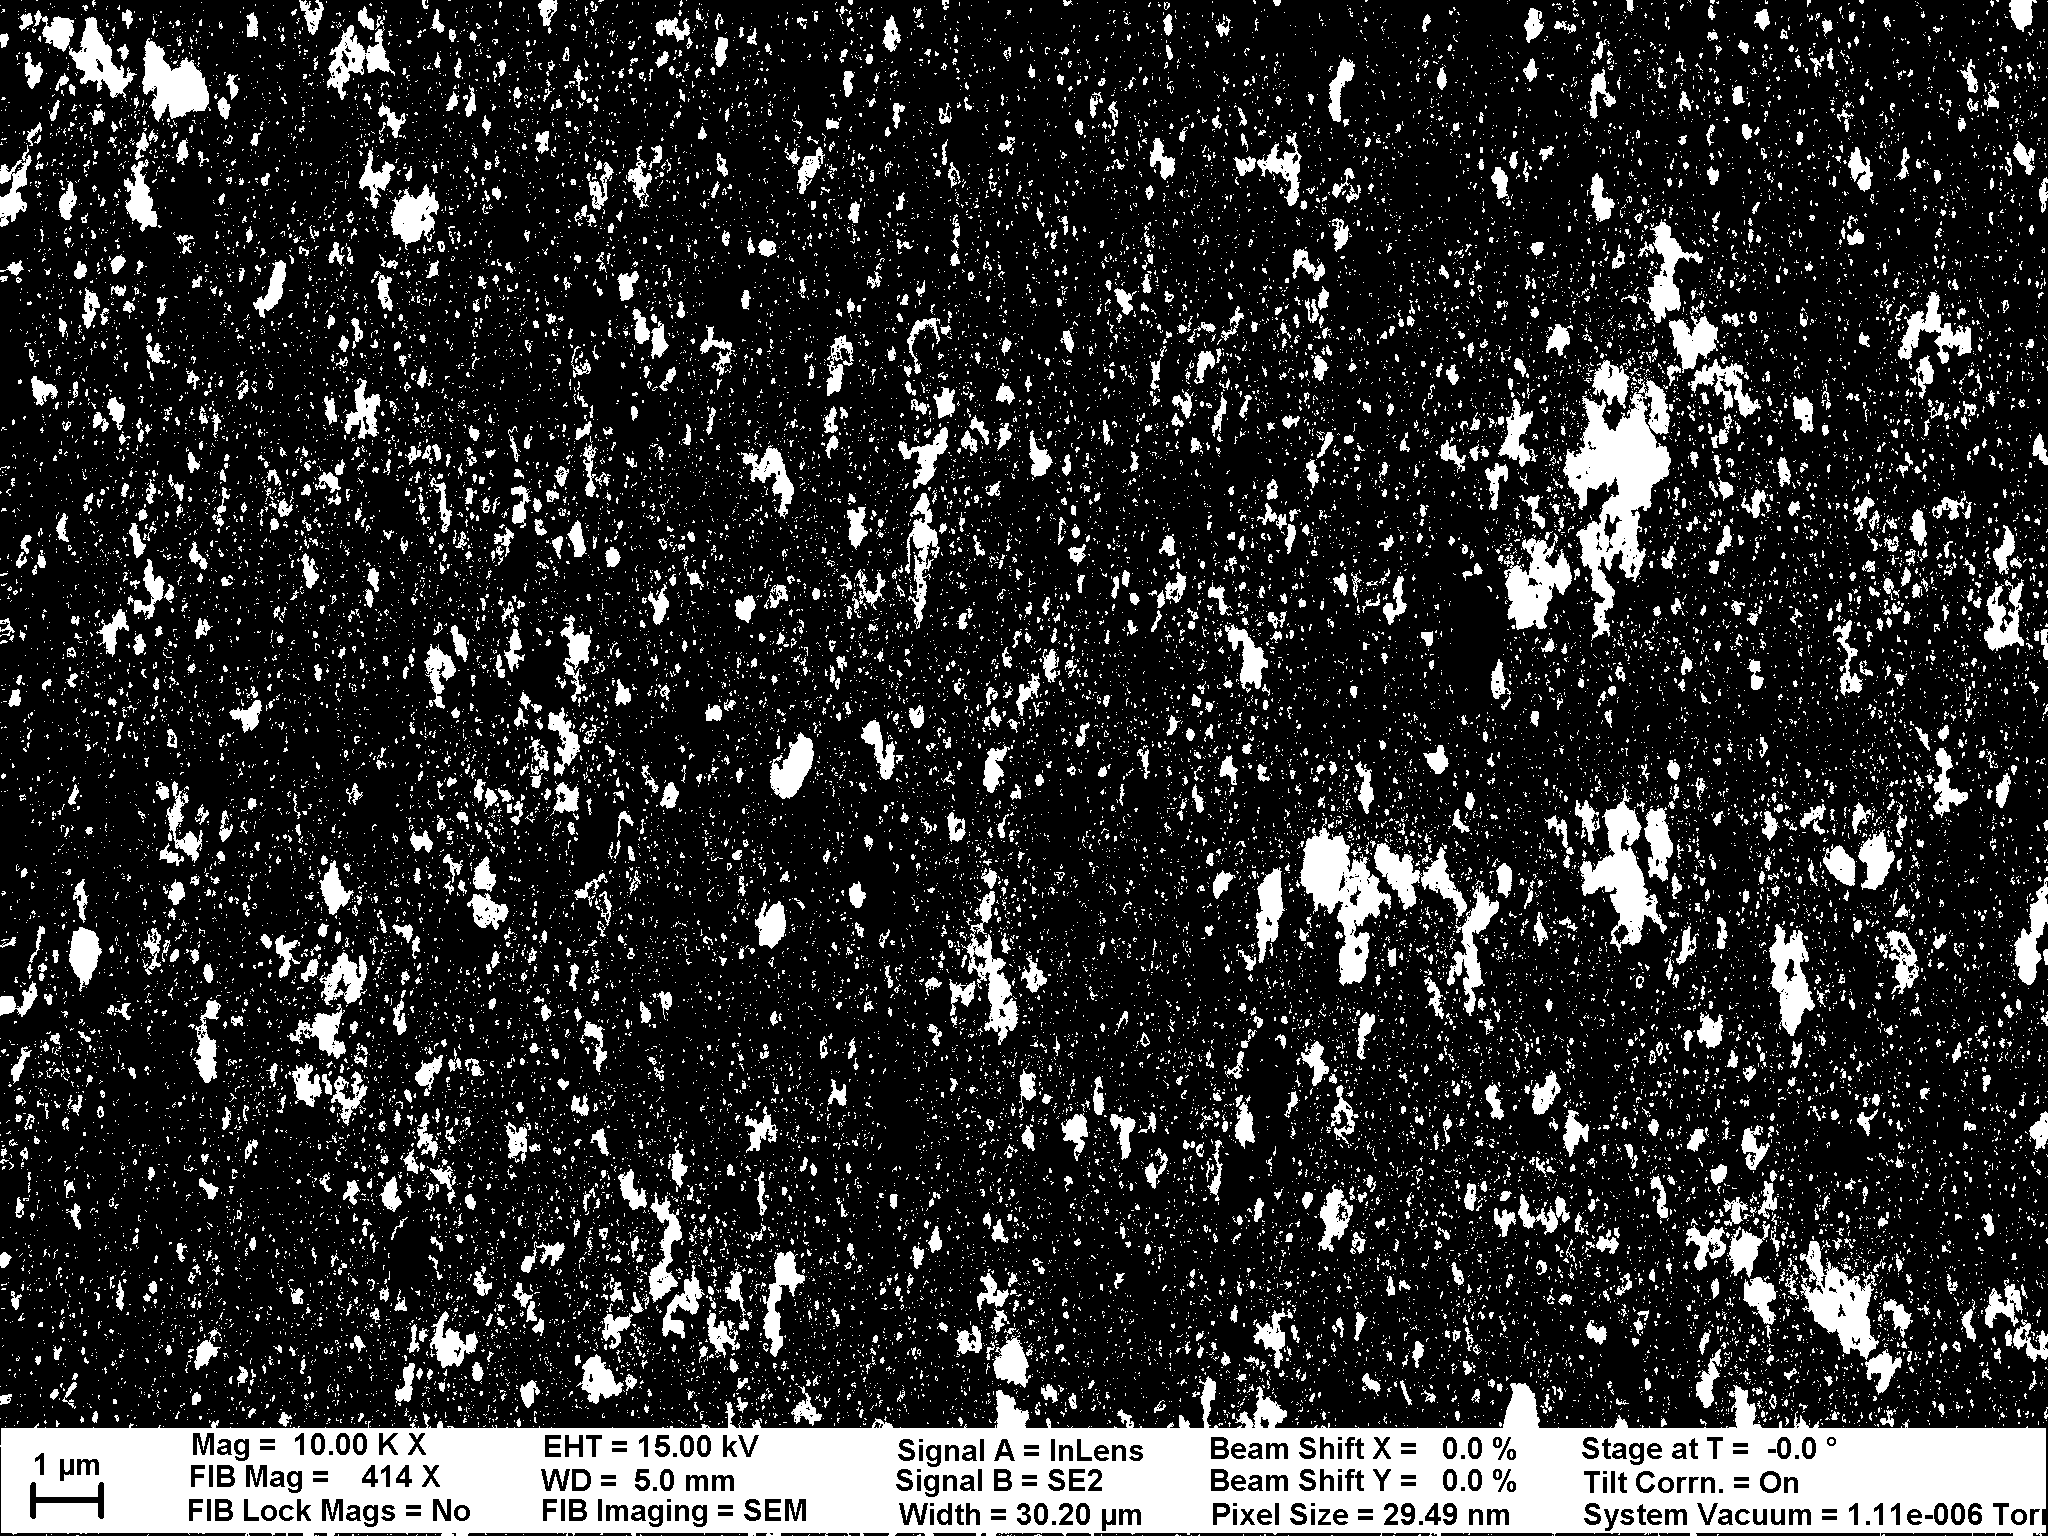 1 µm
Mag = 10.00 K X
FIB Mag = 414 X
FIB Lock Mags = No
EHT = 15.00 kV
WD = 5.0 mm
FIB Imaging = SEM
Signal A = InLens
Signal B = SE2
Width = 30.20 µm
Beam Shift X = 0.0 %
Beam Shift Y = 0.0 %
Pixel Size = 29.49 nm
Stage at T = -0.0 °
Tilt Corrn. = On
System Vacuum = 1.11e-006 Torr